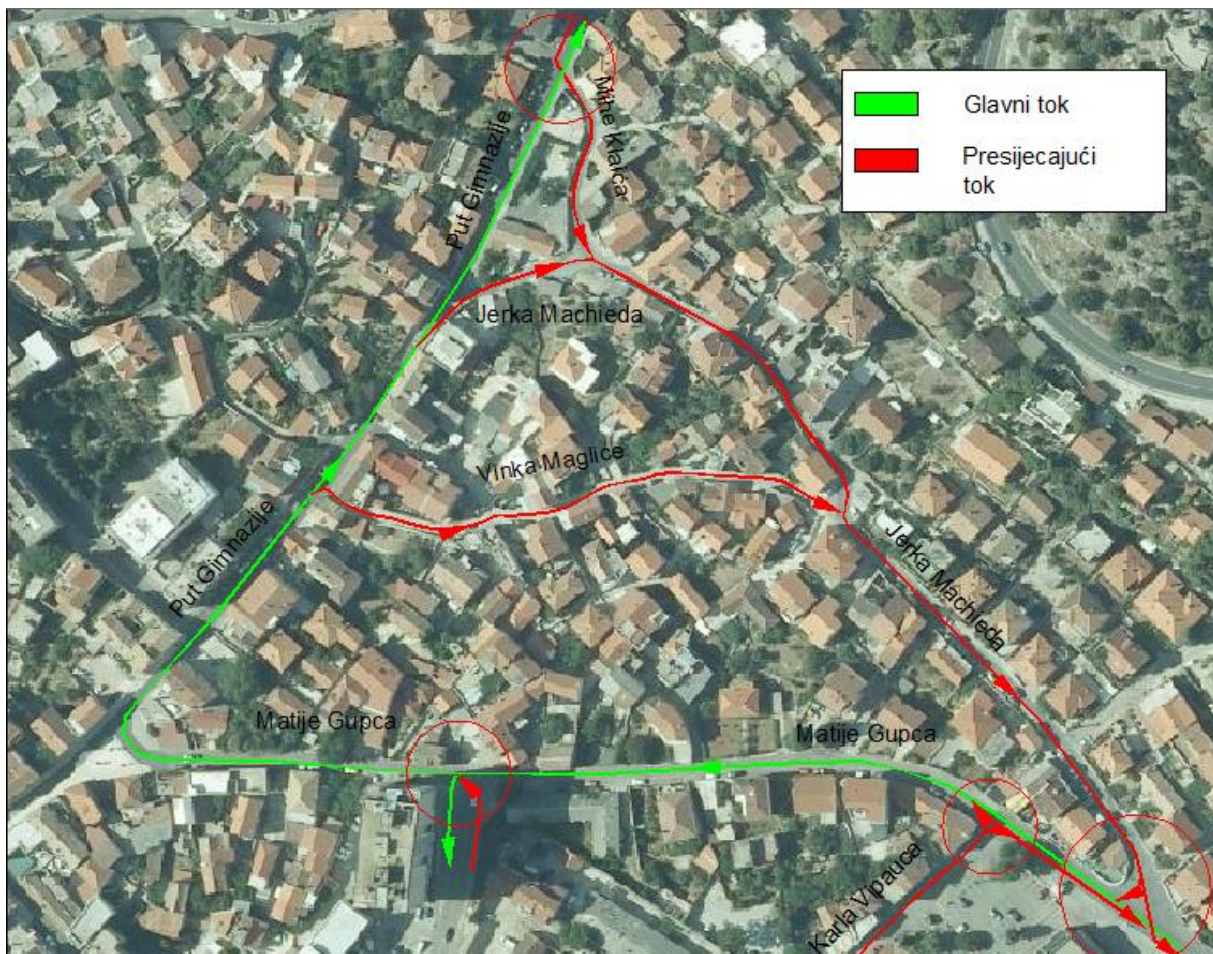 Glavni tok
Presijecajući
tok
Mihe Klaića
Put Gimnazije
Jerka Machieda
Vinka Maglice
Put Gimnazije
Jerka Machieda
Matije Gupca
Matije Gupca
Karla Vipauca